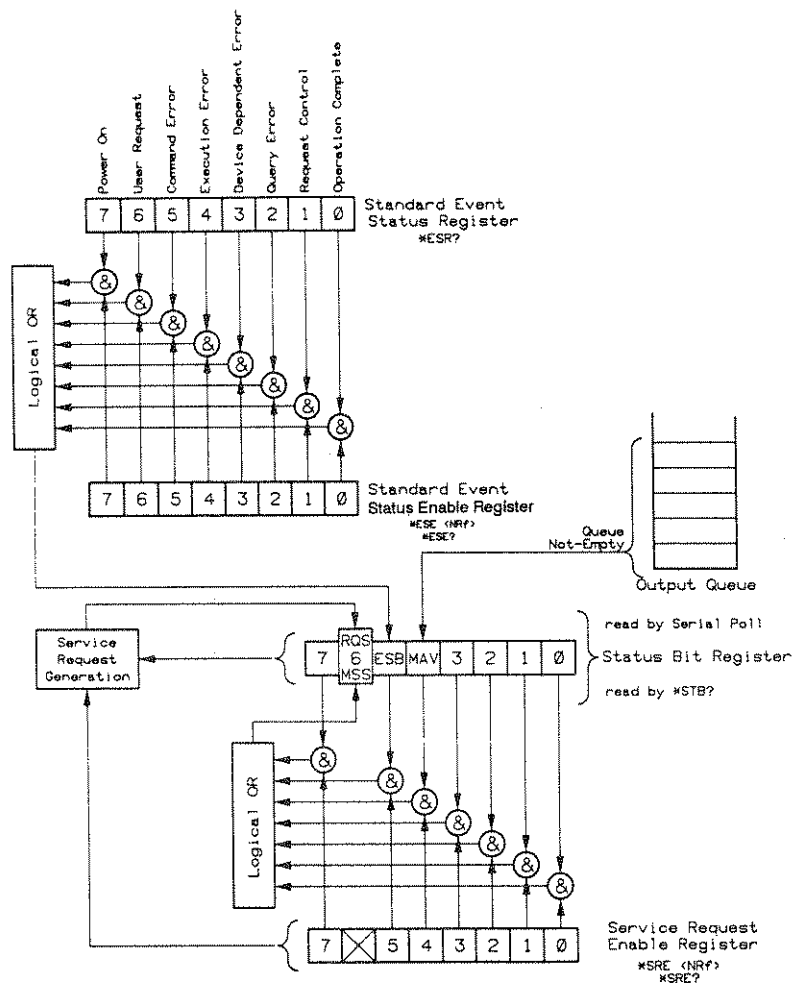 Power On
User Request
Command Error
Execution Error
Device Dependent Error
Query Error
Request Control
Operation Complete
7 6 5 4 3 2 1 0
Standard Event
Status Register
*ESR?
Logical OR
& & & & & & & &
7 6 5 4 3 2 1 0
Standard Event
Status Enable Register
*ESE <NRf>
*ESE?
Queue
Not-Empty
Output Queue
Service
Request
Generation
7 RQS 6 MSS ESB MAV 3 2 1 0
read by Serial Poll
Status Bit Register
read by *STB?
Logical OR
& & & & & & &
7 5 4 3 2 1 0
Service Request
Enable Register
*SRE <NRf>
*SRE?